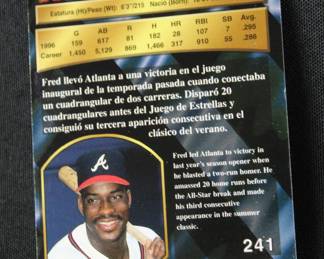 Estatura (Ht)/Peso (Wt): 6'3"/215 Nació (Born):
G AB R H HR RBI SB Avg.
1996 159 617 81 182 28 107 7 .295
Career 1,450 5,129 869 1,466 317 910 55 .286
Fred llevó Atlanta a una victoria en el juego
inaugural de la temporada pasada cuando conectaba
un cuadrangular de dos carreras. Disparó 20
cuadrangulares antes del Juego de Estrellas y
consiguió su tercera aparición consecutiva en el
clásico del verano.
Fred led Atlanta to victory in
last year's season opener when
he blasted a two-run homer. He
amassed 20 home runs before
the All-Star break and made
his third consecutive
appearance in the summer
classic.
A
241